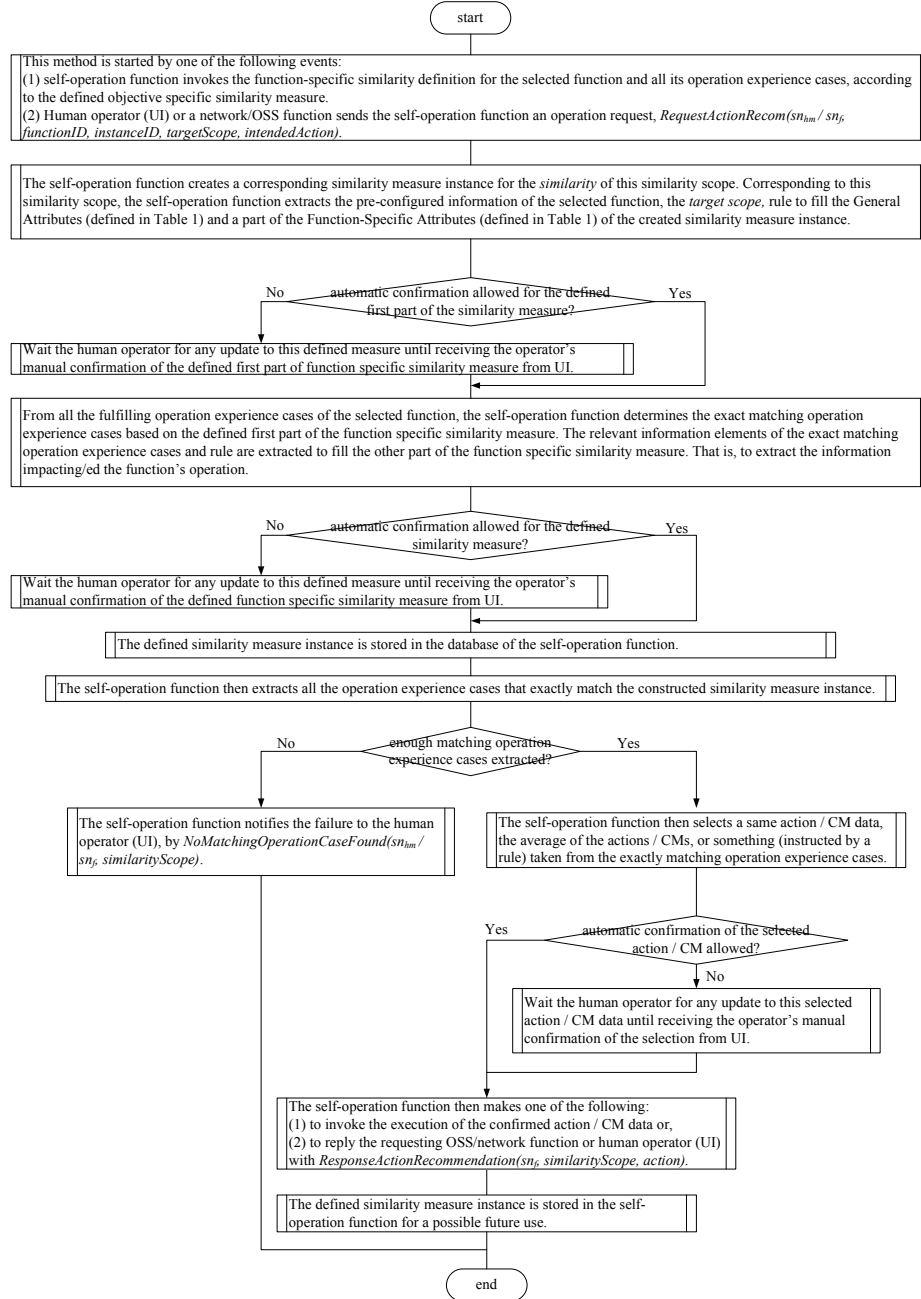 start
This method is started by one of the following events:
(1) self-operation function invokes the function-specific similarity definition for the selected function and all its operation experience cases, according
to the defined objective specific similarity measure.
(2) Human operator (UI) or a network/OSS function sends the self-operation function an operation request, RequestActionRecom(sn_hm / sn_f,
functionID, instanceID, targetScope, intendedAction).
The self-operation function creates a corresponding similarity measure instance for the similarity of this similarity scope. Corresponding to this
similarity scope, the self-operation function extracts the pre-configured information of the selected function, the target scope, rule to fill the General
Attributes (defined in Table 1) and a part of the Function-Specific Attributes (defined in Table 1) of the created similarity measure instance.
No
automatic confirmation allowed for the defined
first part of the similarity measure?
Yes
Wait the human operator for any update to this defined measure until receiving the operator's
manual confirmation of the defined first part of function specific similarity measure from UI.
From all the fulfilling operation experience cases of the selected function, the self-operation function determines the exact matching operation
experience cases based on the defined first part of the function specific similarity measure. The relevant information elements of the exact matching
operation experience cases and rule are extracted to fill the other part of the function specific similarity measure. That is, to extract the information
impacting/ed the function's operation.
No
automatic confirmation allowed for the defined
similarity measure?
Yes
Wait the human operator for any update to this defined measure until receiving the operator's
manual confirmation of the defined function specific similarity measure from UI.
The defined similarity measure instance is stored in the database of the self-operation function.
The self-operation function then extracts all the operation experience cases that exactly match the constructed similarity measure instance.
No
enough matching operation
experience cases extracted?
Yes
The self-operation function notifies the failure to the human
operator (UI), by NoMatchingOperationCaseFound(sn_hm /
sn_f, similarityScope).
The self-operation function then selects a same action / CM data,
the average of the actions / CMs, or something (instructed by a
rule) taken from the exactly matching operation experience cases.
Yes
automatic confirmation of the selected
action / CM allowed?
No
Wait the human operator for any update to this selected
action / CM data until receiving the operator's manual
confirmation of the selection from UI.
The self-operation function then makes one of the following:
(1) to invoke the execution of the confirmed action / CM data or,
(2) to reply the requesting OSS/network function or human operator (UI)
with ResponseActionRecommendation(sn_f, similarityScope, action).
The defined similarity measure instance is stored in the self-
operation function for a possible future use.
end